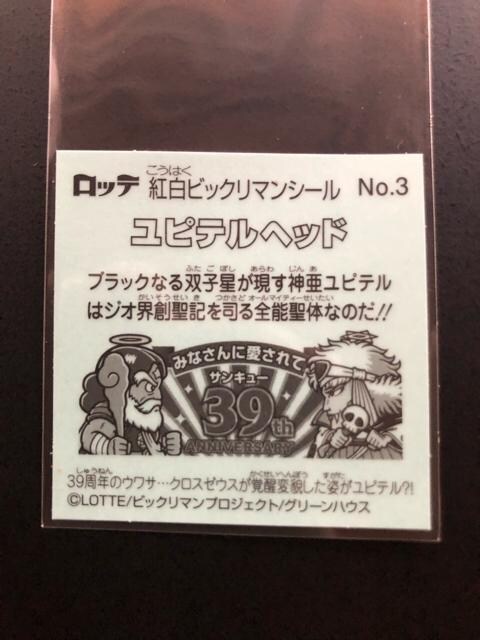 ロッテ 紅白ビックリマンシール No.3
こうはく
ユピテルヘッド
ふたごぼし あらわ じんあ
ブラックなる双子星が現す神亜ユピテル
がいそうせいき つかさど オールマイティーせいたい
はジオ界創聖記を司る全能聖体なのだ!!
みなさんに愛されて
サンキュー
39th
ANNIVERSARY
しゅうねん かくせいへんぼう すがた
39周年のウワサ…クロスゼウスが覚醒変貌した姿がユピテル?!
©LOTTE/ビックリマンプロジェクト/グリーンハウス